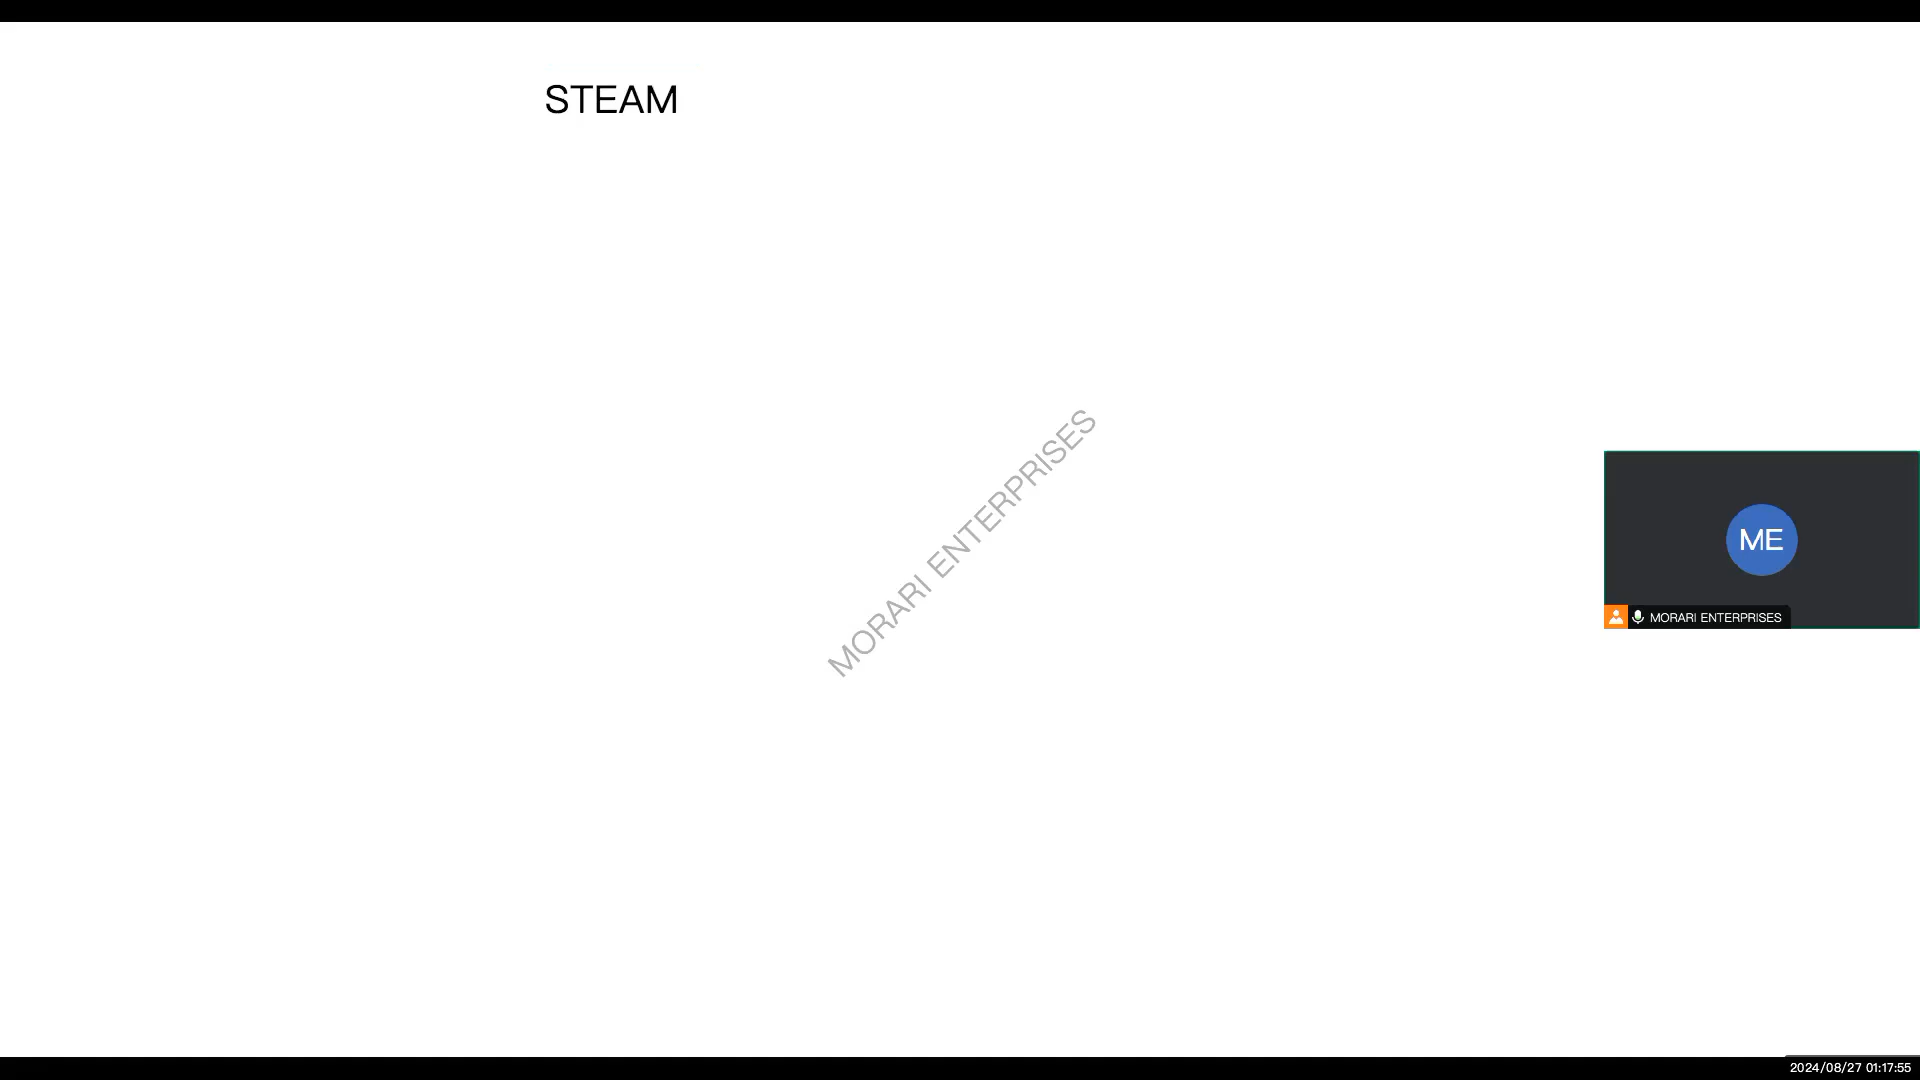 STEAM
MORARI ENTERPRISES
ME
MORARI ENTERPRISES
2024/08/27 01:17:55